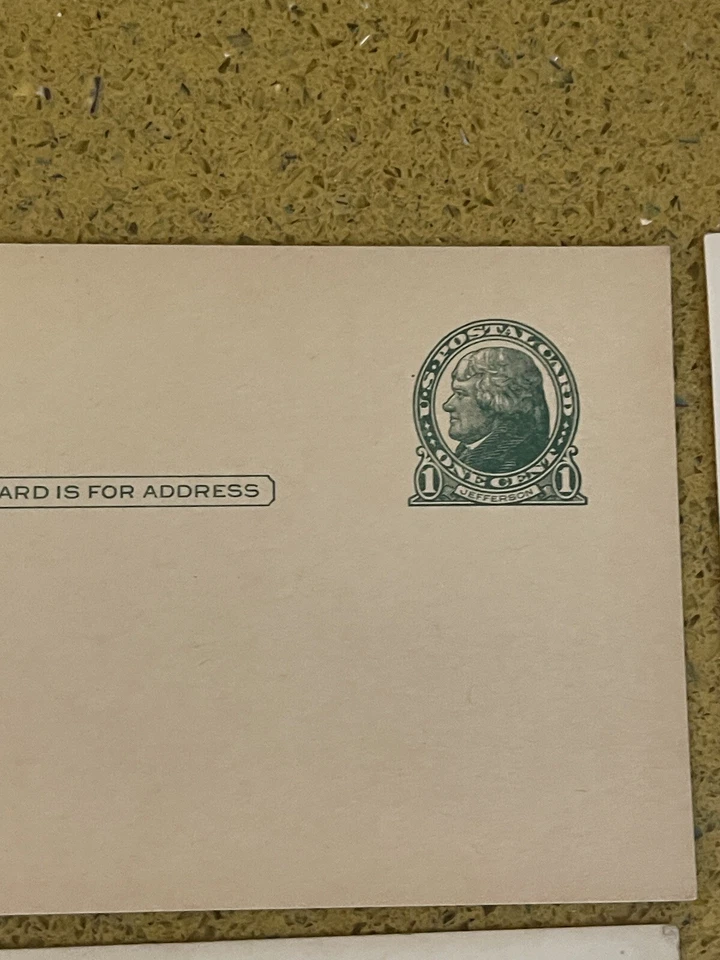 U.S. POSTAL CARD
ONE CENT
1 JEFFERSON 1
ARD IS FOR ADDRESS